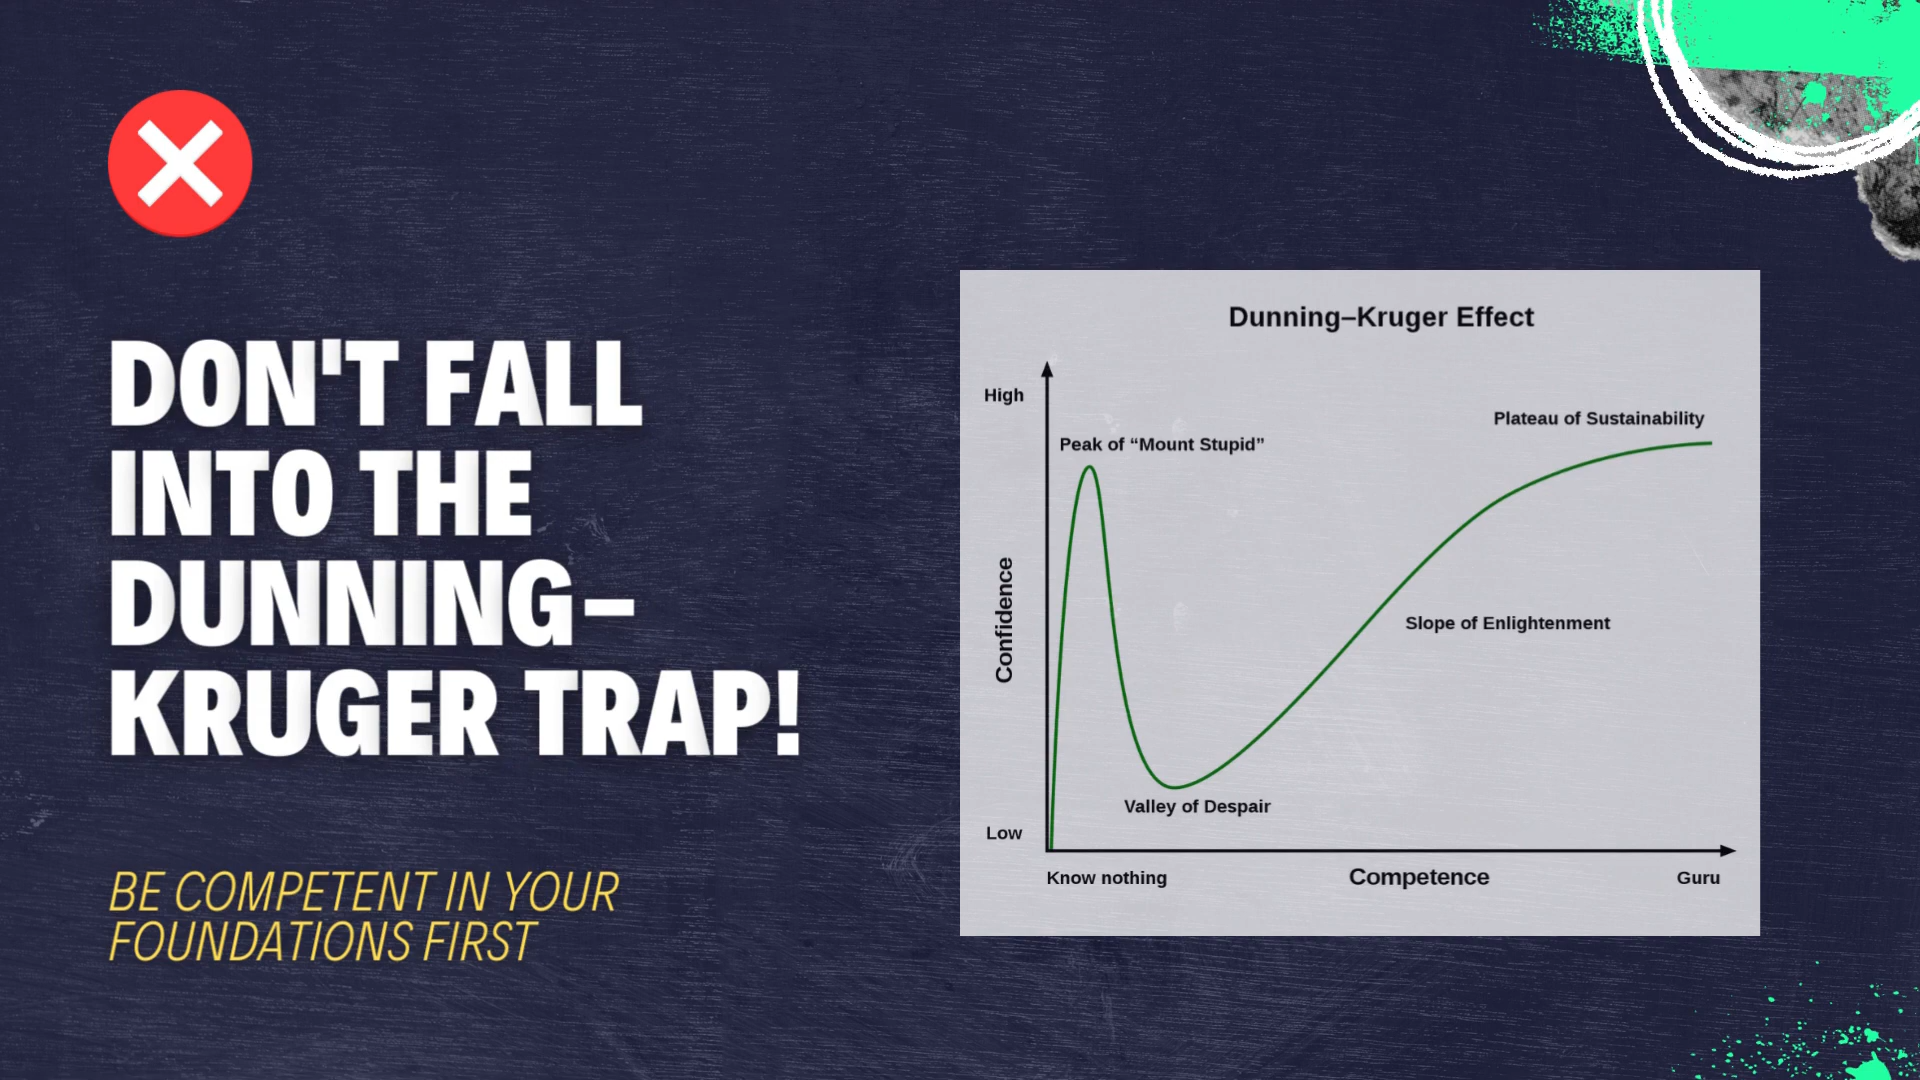 DON'T FALL
INTO THE
DUNNING–
KRUGER TRAP!
BE COMPETENT IN YOUR
FOUNDATIONS FIRST
Dunning–Kruger Effect
High
Plateau of Sustainability
Peak of “Mount Stupid”
Confidence
Slope of Enlightenment
Valley of Despair
Low
Know nothing
Competence
Guru